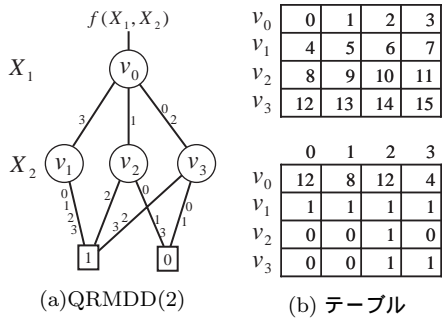 f(X1,X2)
X1
v0
3
1
0
2
X2
v1
v2
v3
0
1
2
3
2
0
3
2
1
3
0
1
1
0
(a)QRMDD(2)
v0 0 1 2 3
v1 4 5 6 7
v2 8 9 10 11
v3 12 13 14 15
0 1 2 3
v0 12 8 12 4
v1 1 1 1 1
v2 0 0 1 0
v3 0 0 1 1
(b) テーブル